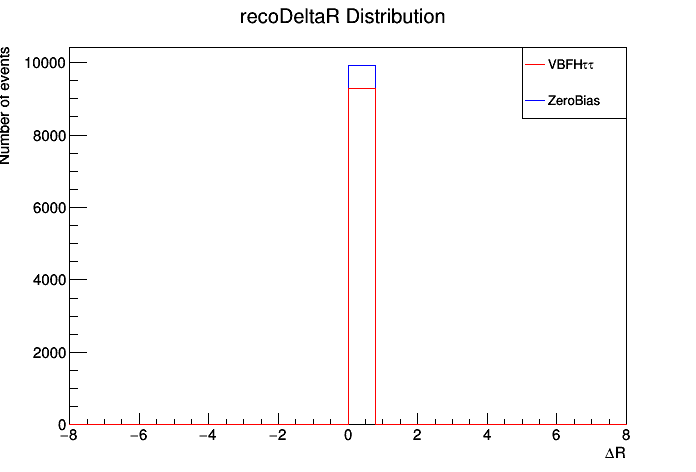 recoDeltaR Distribution
Number of events
10000
8000
6000
4000
2000
0
−8 −6 −4 −2 0 2 4 6 8
ΔR
VBFHττ
ZeroBias